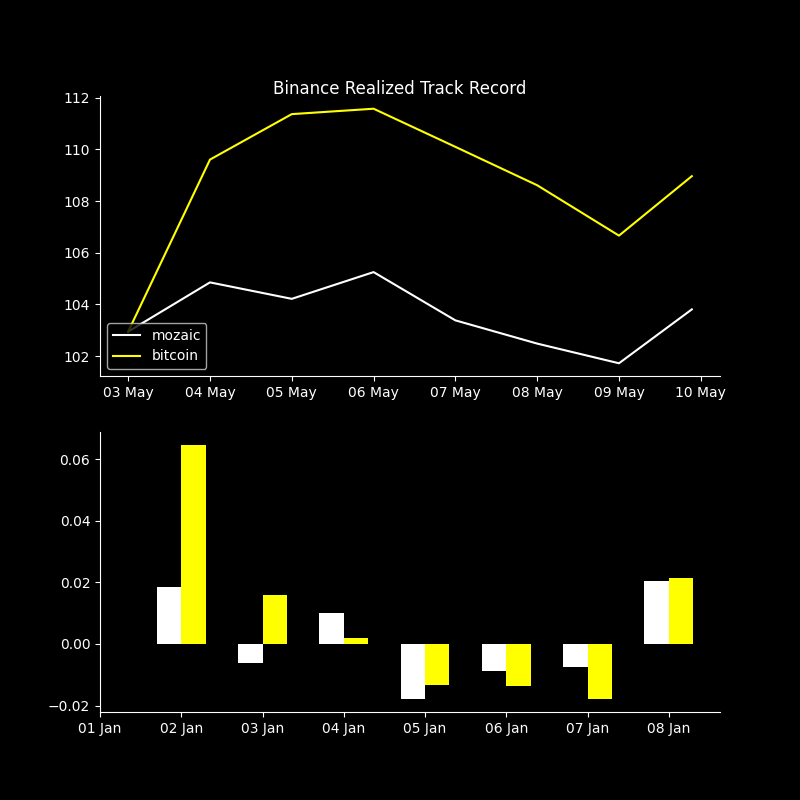 Binance Realized Track Record
112
110
108
106
104
102
mozaic
bitcoin
03 May 04 May 05 May 06 May 07 May 08 May 09 May 10 May
0.06
0.04
0.02
0.00
−0.02
01 Jan 02 Jan 03 Jan 04 Jan 05 Jan 06 Jan 07 Jan 08 Jan